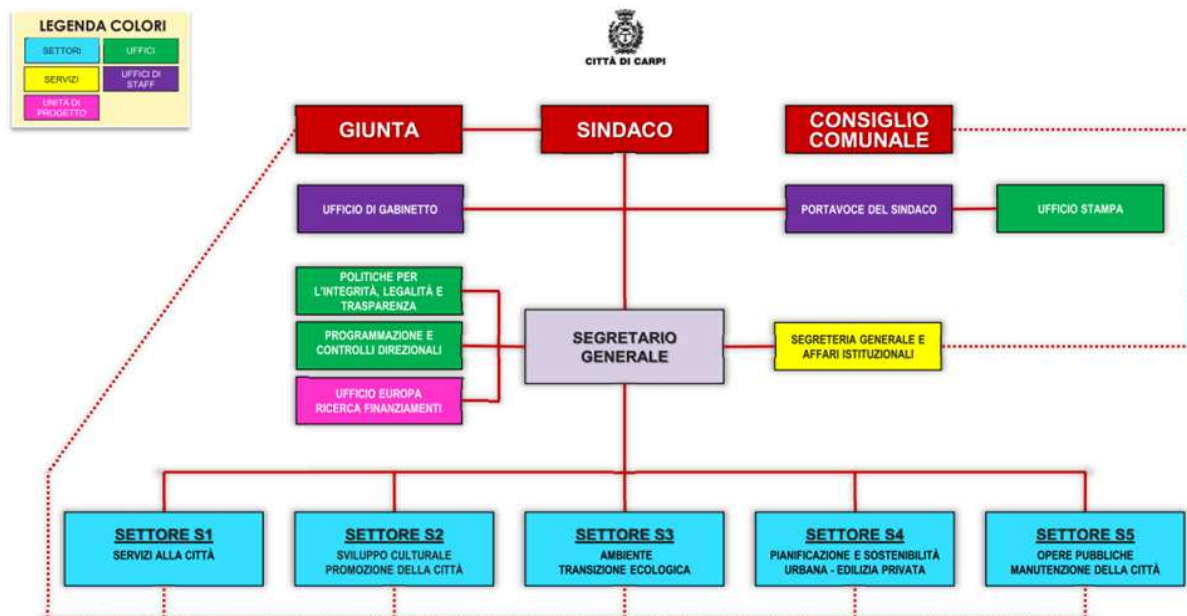 LEGENDA COLORI
SETTORI
UFFICI
SERVIZI
UFFICI DI
STAFF
UNITÀ DI
PROGETTO
CITTÀ DI CARPI
GIUNTA
SINDACO
CONSIGLIO
COMUNALE
UFFICIO DI GABINETTO
PORTAVOCE DEL SINDACO
UFFICIO STAMPA
POLITICHE PER
L'INTEGRITÀ, LEGALITÀ E
TRASPARENZA
PROGRAMMAZIONE E
CONTROLLI DIREZIONALI
UFFICIO EUROPA
RICERCA FINANZIAMENTI
SEGRETARIO
GENERALE
SEGRETERIA GENERALE E
AFFARI ISTITUZIONALI
SETTORE S1
SERVIZI ALLA CITTÀ
SETTORE S2
SVILUPPO CULTURALE
PROMOZIONE DELLA CITTÀ
SETTORE S3
AMBIENTE
TRANSIZIONE ECOLOGICA
SETTORE S4
PIANIFICAZIONE E SOSTENIBILITÀ
URBANA - EDILIZIA PRIVATA
SETTORE S5
OPERE PUBBLICHE
MANUTENZIONE DELLA CITTÀ